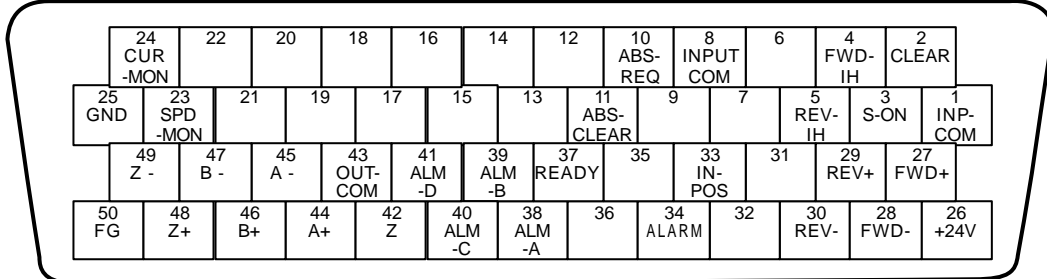 24 22 20 18 16 14 12 10 8 6 4 2
CUR ABS- INPUT FWD- CLEAR
-MON REQ COM IH
25 23 21 19 17 15 13 11 9 7 5 3 1
GND SPD ABS- REV- S-ON INP-
-MON CLEAR IH COM
49 47 45 43 41 39 37 35 33 31 29 27
Z - B - A - OUT- ALM ALM READY IN- REV+ FWD+
COM -D -B POS
50 48 46 44 42 40 38 36 34 32 30 28 26
FG Z+ B+ A+ Z ALM ALM ALARM REV- FWD- +24V
-C -A